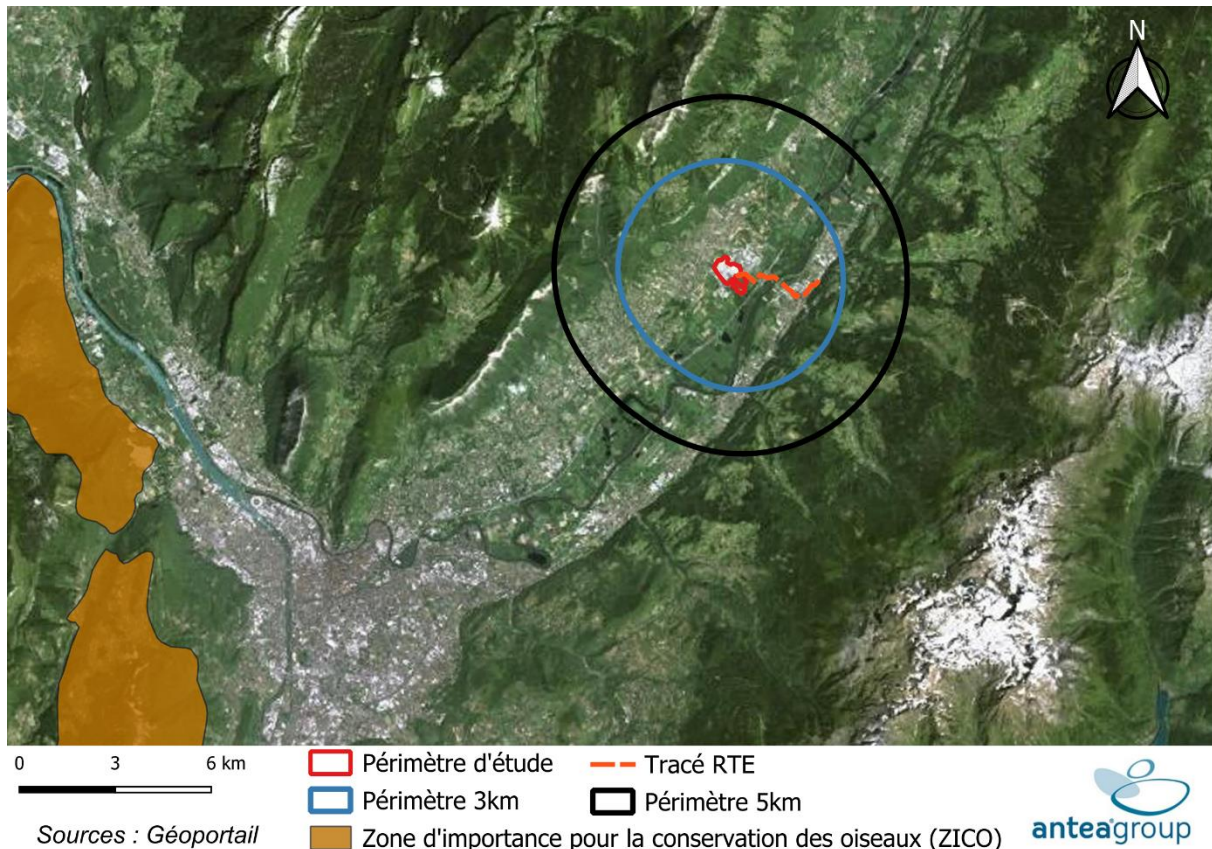 N
0 3 6 km
Périmètre d'étude
Tracé RTE
Périmètre 3km
Périmètre 5km
Sources : Géoportail
Zone d'importance pour la conservation des oiseaux (ZICO)
anteagroup